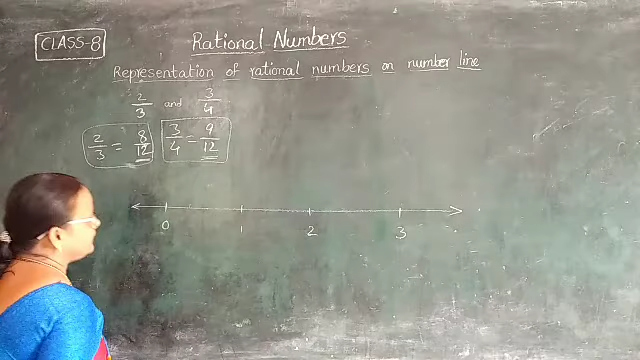 CLASS-8
Rational Numbers
Representation of rational numbers on number line
2/3 and 3/4
2/3 = 8/12 3/4 = 9/12
0 1 2 3